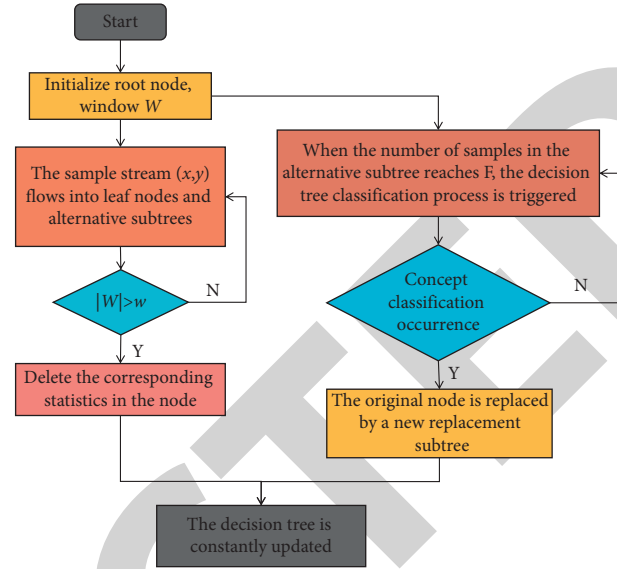 Start
Initialize root node,
window W
The sample stream (x,y)
flows into leaf nodes and
alternative subtrees
|W|>w
N
Y
Delete the corresponding
statistics in the node
When the number of samples in the
alternative subtree reaches F, the decision
tree classification process is triggered
Concept
classification
occurrence
N
Y
The original node is replaced
by a new replacement
subtree
The decision tree is
constantly updated